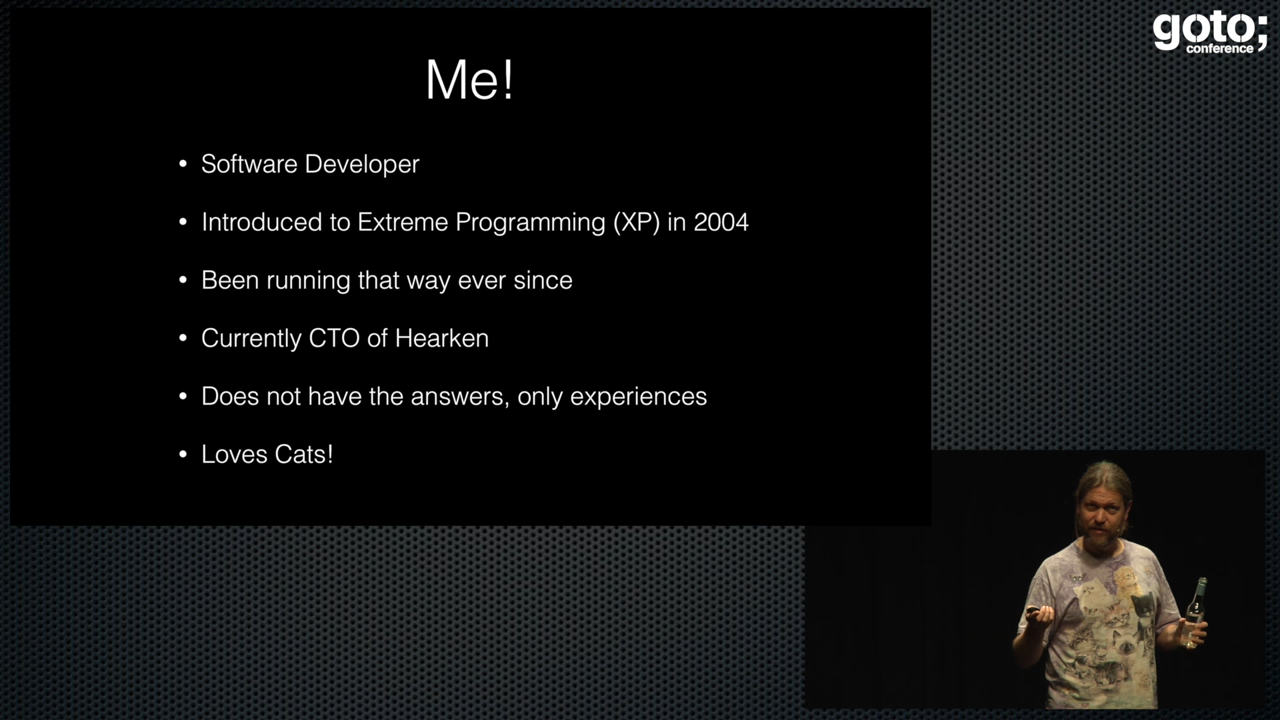 goto;
conference
Me!
• Software Developer
• Introduced to Extreme Programming (XP) in 2004
• Been running that way ever since
• Currently CTO of Hearken
• Does not have the answers, only experiences
• Loves Cats!